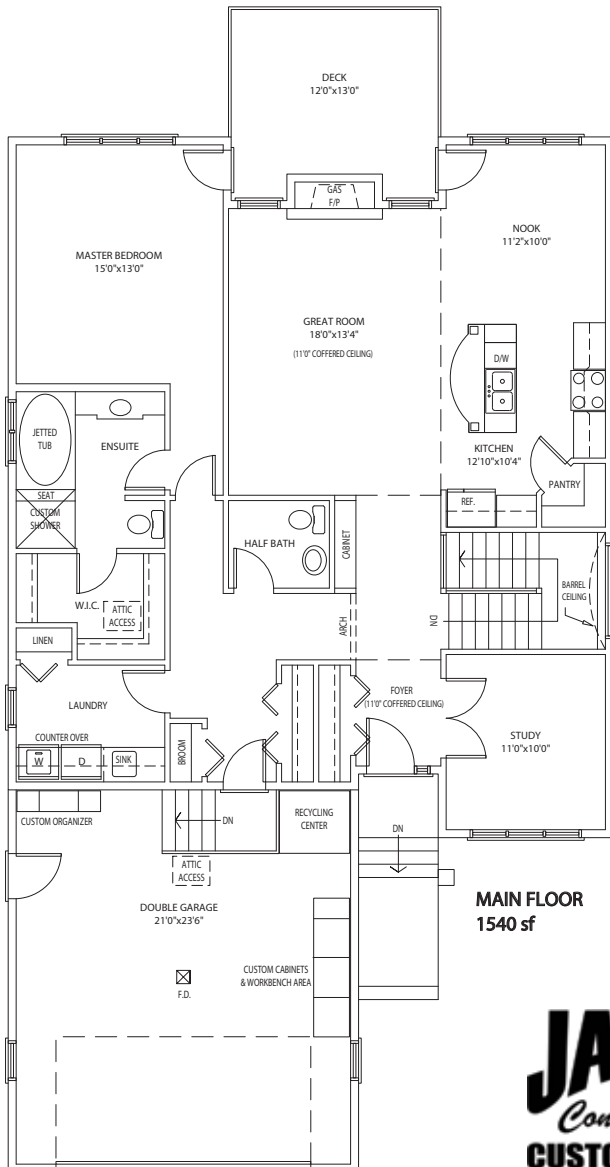 DECK
12'0"x13'0"
GAS
F/P
MASTER BEDROOM
15'0"x13'0"
NOOK
11'2"x10'0"
GREAT ROOM
18'0"x13'4"
(11'0" COFFERED CEILING)
D/W
JETTED
TUB
ENSUITE
KITCHEN
12'10"x10'4"
PANTRY
SEAT
CUSTOM
SHOWER
REF.
HALF BATH
CABINET
W.I.C.
ATTIC
ACCESS
BARREL
CEILING
ARCH
DN
LINEN
LAUNDRY
FOYER
(11'0" COFFERED CEILING)
STUDY
11'0"x10'0"
COUNTER OVER
W
D
SINK
BROOM
CUSTOM ORGANIZER
DN
RECYCLING
CENTER
DN
ATTIC
ACCESS
MAIN FLOOR
1540 sf
DOUBLE GARAGE
21'0"x23'6"
CUSTOM CABINETS
& WORKBENCH AREA
F.D.
JA
Con
CUSTO